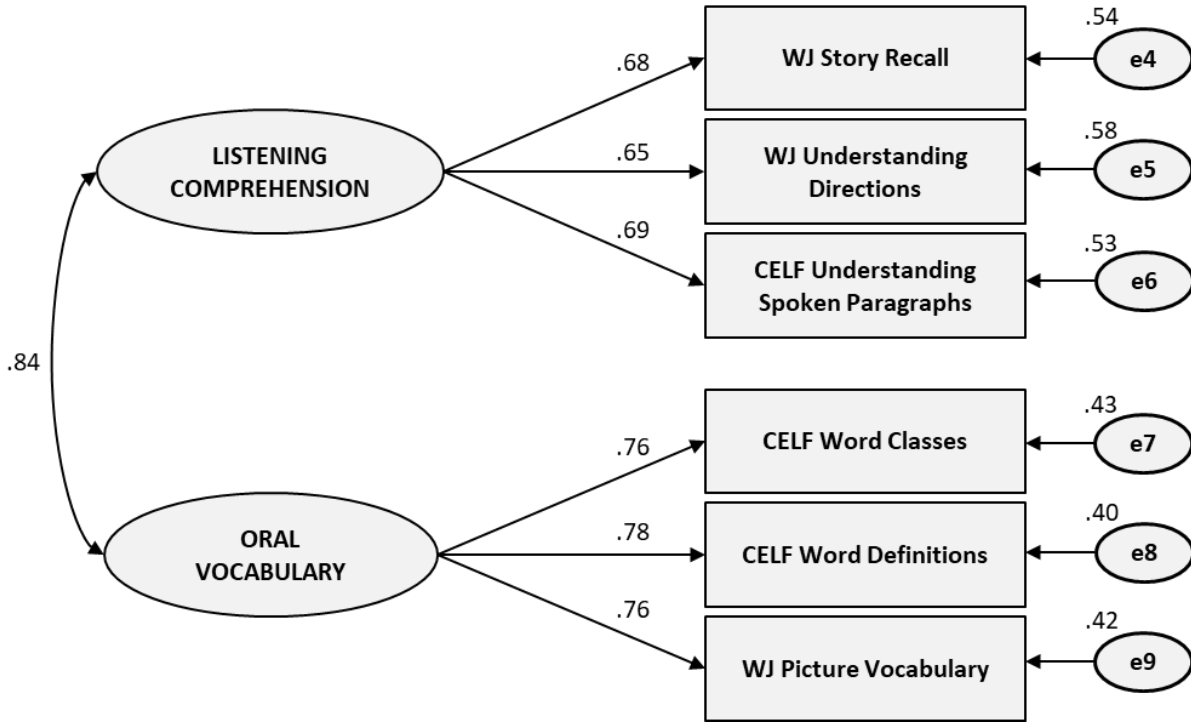 .54
WJ Story Recall
e4
.68
LISTENING
COMPREHENSION
.65
WJ Understanding
Directions
.58
e5
.69
CELF Understanding
Spoken Paragraphs
.53
e6
.84
.43
CELF Word Classes
e7
.76
ORAL
VOCABULARY
.78
CELF Word Definitions
.40
e8
.76
WJ Picture Vocabulary
.42
e9